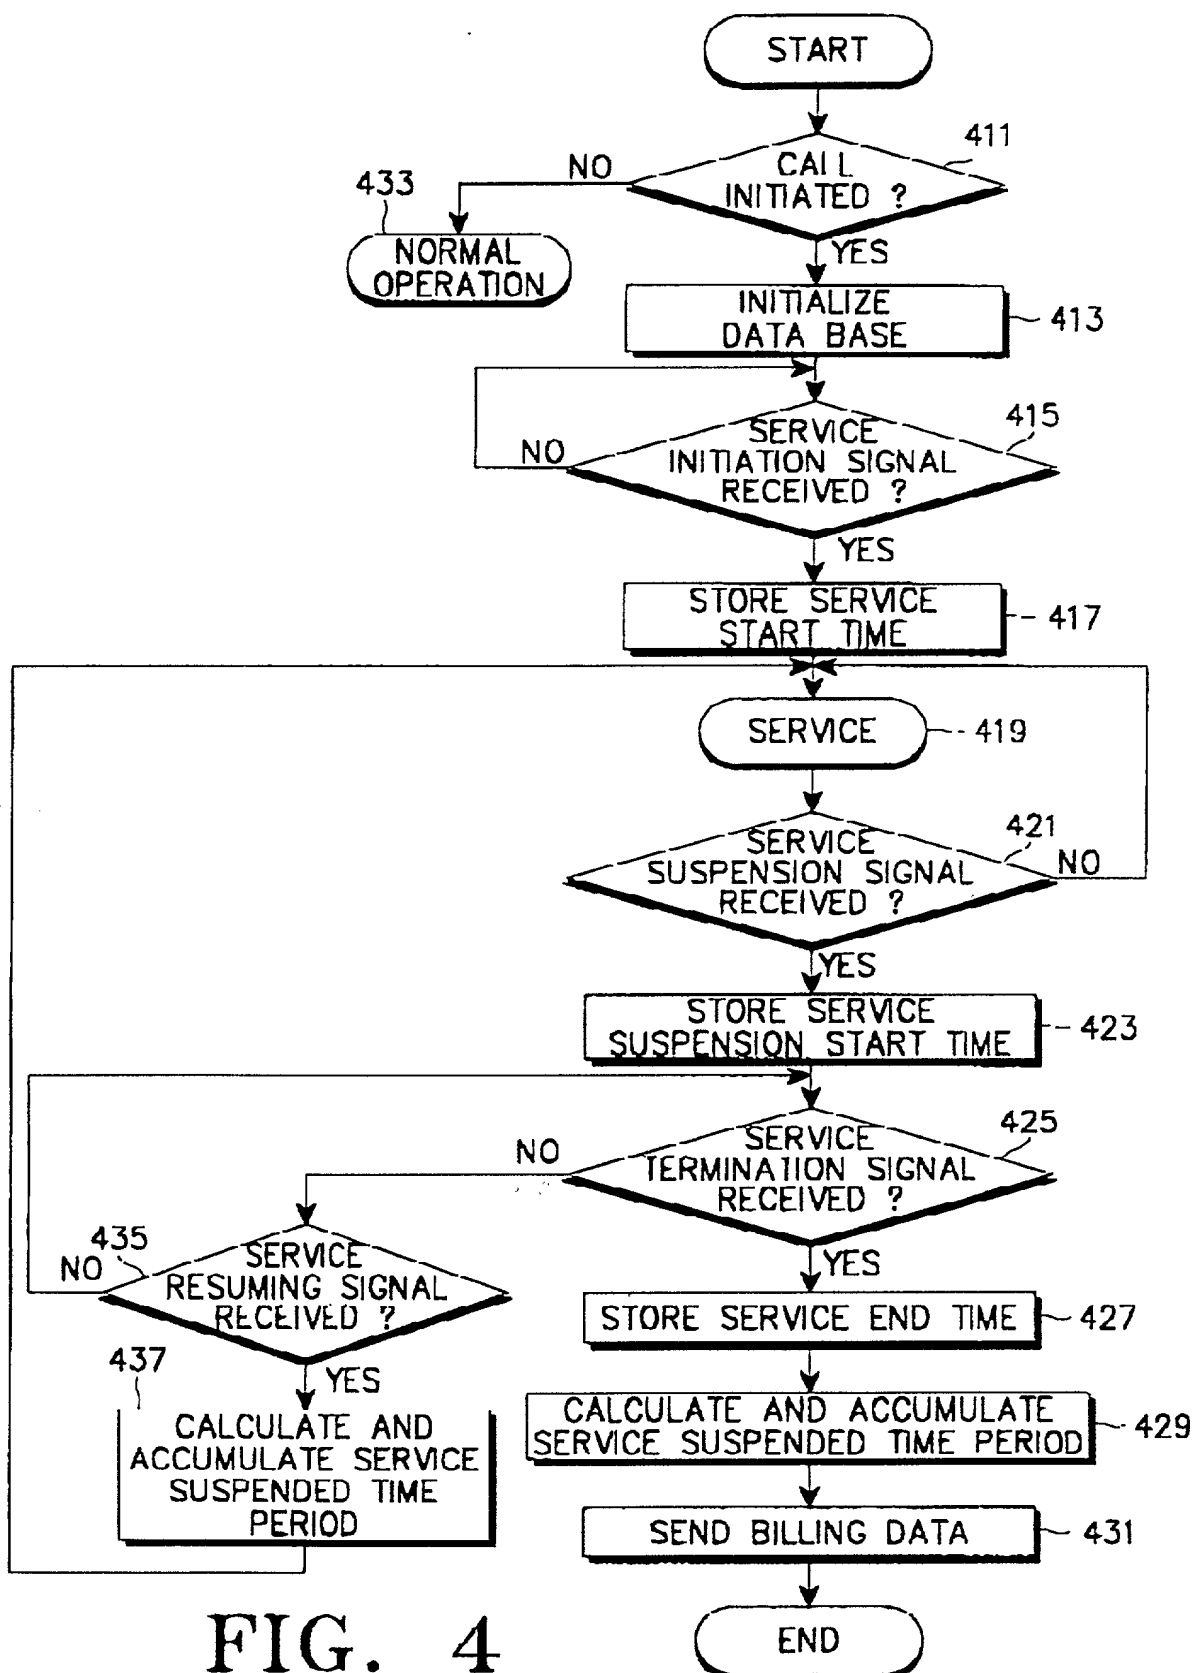 START
411
CALL
INITIATED ?
NO
433
NORMAL
OPERATION
YES
INITIALIZE
DATA BASE
413
415
SERVICE
INITIATION SIGNAL
RECEIVED ?
NO
YES
STORE SERVICE
START TIME
417
SERVICE
419
421
SERVICE
SUSPENSION SIGNAL
RECEIVED ?
NO
YES
STORE SERVICE
SUSPENSION START TIME
423
425
SERVICE
TERMINATION SIGNAL
RECEIVED ?
NO
435
SERVICE
RESUMING SIGNAL
RECEIVED ?
NO
YES
STORE SERVICE END TIME
427
437
YES
CALCULATE AND
ACCUMULATE SERVICE
SUSPENDED TIME
PERIOD
CALCULATE AND ACCUMULATE
SERVICE SUSPENDED TIME PERIOD
429
SEND BILLING DATA
431
END
FIG. 4